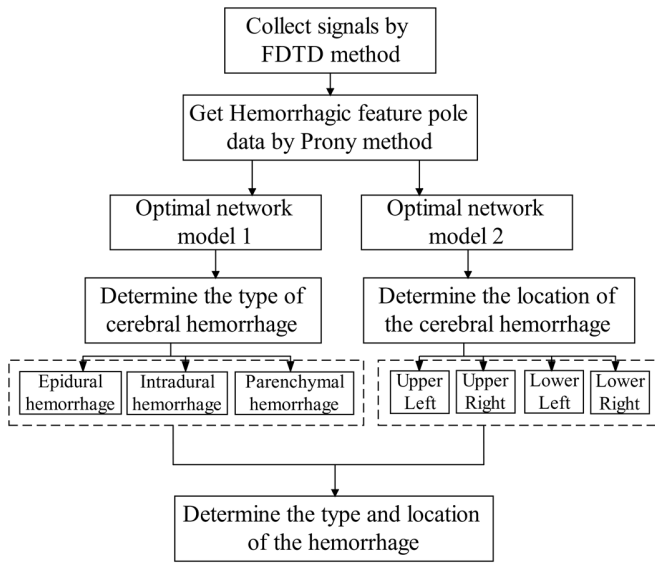 Collect signals by
FDTD method
Get Hemorrhagic feature pole
data by Prony method
Optimal network
model 1
Optimal network
model 2
Determine the type of
cerebral hemorrhage
Determine the location of
the cerebral hemorrhage
Epidural
hemorrhage
Intradural
hemorrhage
Parenchymal
hemorrhage
Upper
Left
Upper
Right
Lower
Left
Lower
Right
Determine the type and location
of the hemorrhage